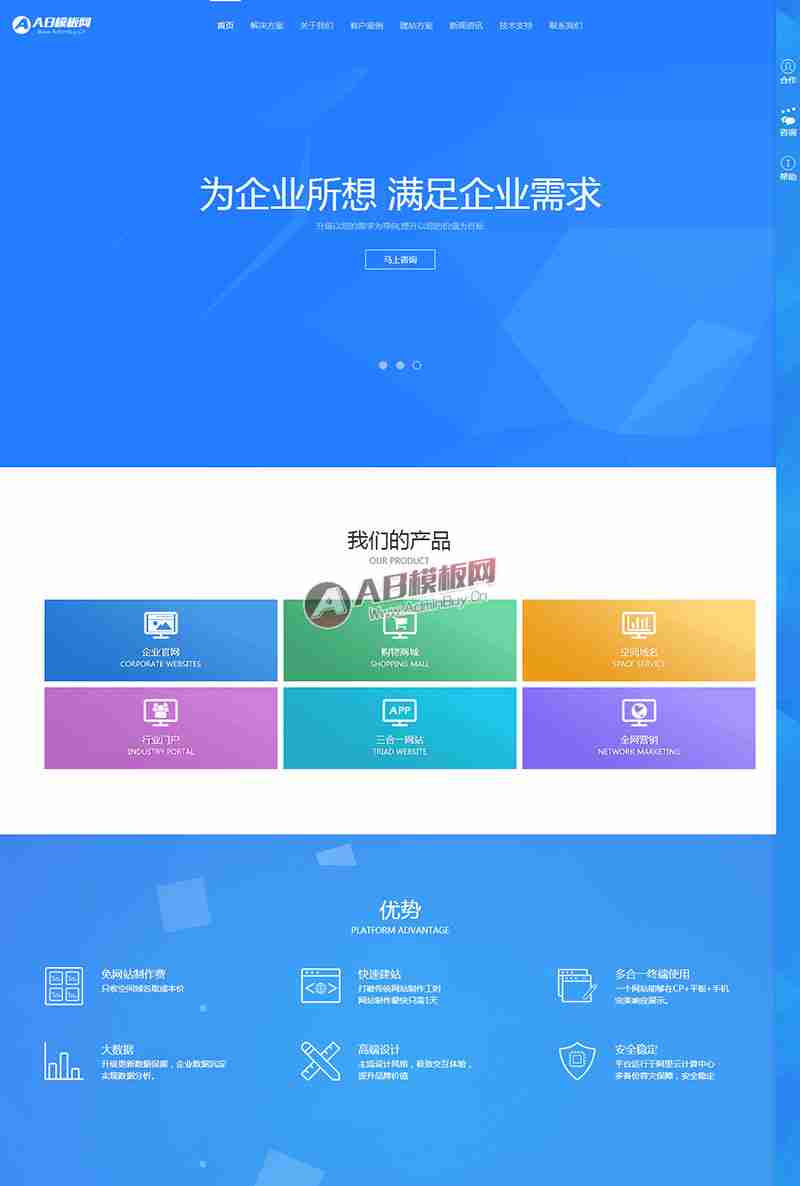 AB模板网
Www.AdminBuy.Cn
首页 解决方案 关于我们 客户案例 建站方案 新闻资讯 技术支持 联系我们
合作
咨询
帮助
为企业所想 满足企业需求
升级以您的需求为导向,提升以您的价值为目标
马上咨询
我们的产品
OUR PRODUCT
AB模板网
Www.AdminBuy.Cn
企业官网
CORPORATE WEBSITES
购物商城
SHOPPING MALL
空间域名
SPACE SERVICE
行业门户
INDUSTRY PORTAL
APP
三合一网站
TRIAD WEBSITE
全网营销
NETWORK MARKETING
优势
PLATFORM ADVANTAGE
免网站制作费
只收空间域名取成本价
快速建站
打破传统网站制作工时
网站制作最快只需1天
多合一终端使用
一个网站能够在CP+平板+手机
完美响应展示。
大数据
升级更新数据保留，企业数据沉淀
实现数据分析。
高端设计
主流设计风格，极致交互体验，
提升品牌价值
安全稳定
平台运行于阿里云计算中心
多备份容灾保障，安全稳定